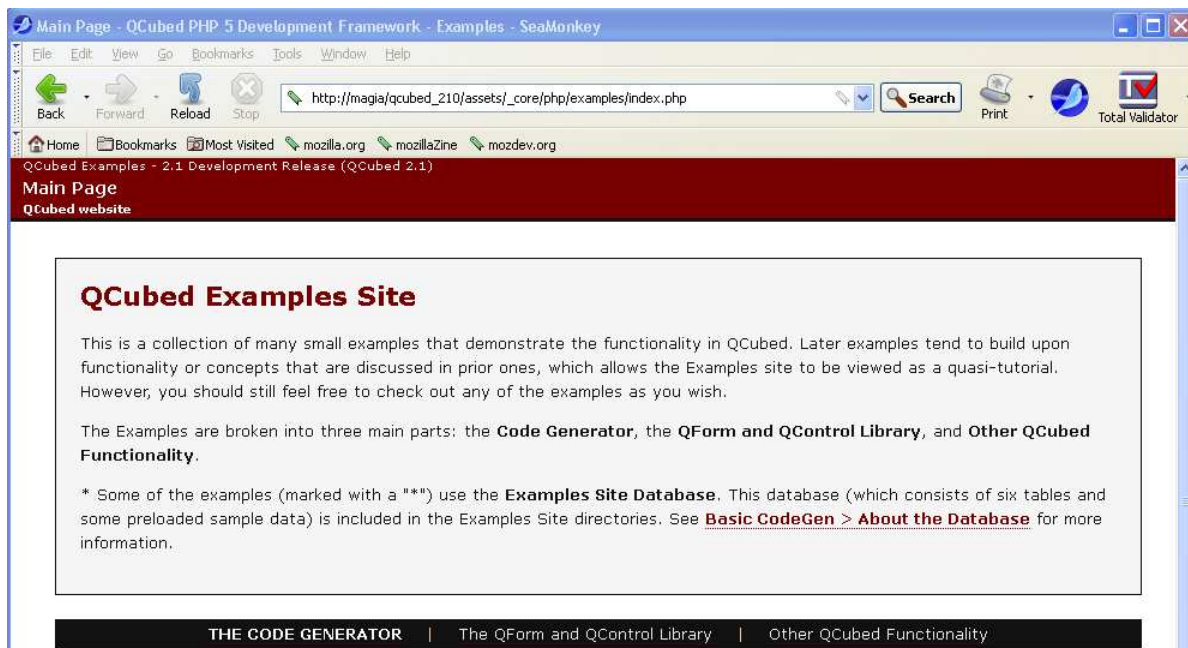 Main Page - QCubed PHP 5 Development Framework - Examples - SeaMonkey
File Edit View Go Bookmarks Tools Window Help
Back Forward Reload Stop http://magia/qcubed_210/assets/_core/php/examples/index.php Search Print Total Validator
Home Bookmarks Most Visited mozilla.org mozillaZine mozdev.org
QCubed Examples - 2.1 Development Release (QCubed 2.1)
Main Page
QCubed website
QCubed Examples Site
This is a collection of many small examples that demonstrate the functionality in QCubed. Later examples tend to build upon
functionality or concepts that are discussed in prior ones, which allows the Examples site to be viewed as a quasi-tutorial.
However, you should still feel free to check out any of the examples as you wish.
The Examples are broken into three main parts: the Code Generator, the QForm and QControl Library, and Other QCubed
Functionality.
* Some of the examples (marked with a "*") use the Examples Site Database. This database (which consists of six tables and
some preloaded sample data) is included in the Examples Site directories. See Basic CodeGen > About the Database for more
information.
THE CODE GENERATOR | The QForm and QControl Library | Other QCubed Functionality